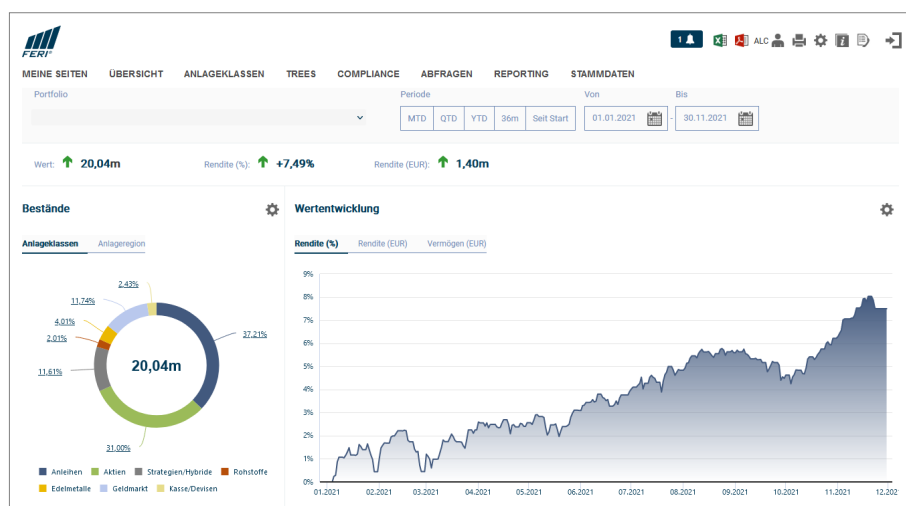 FERI®
1
ALC
MEINE SEITEN ÜBERSICHT ANLAGEKLASSEN TREES COMPLIANCE ABFRAGEN REPORTING STAMMDATEN
Portfolio Periode Von Bis
MTD QTD YTD 36m Seit Start 01.01.2021 - 30.11.2021
Wert: 20,04m Rendite (%): +7,49% Rendite (EUR): 1,40m
Bestände
Anlageklassen Anlageregion
2,43%
11,74%
4,01%
2,01%
37,21%
11,61%
20,04m
31,00%
Anleihen Aktien Strategien/Hybride Rohstoffe
Edelmetalle Geldmarkt Kasse/Devisen
Wertentwicklung
Rendite (%) Rendite (EUR) Vermögen (EUR)
9%
8%
7%
6%
5%
4%
3%
2%
1%
0%
01.2021 02.2021 03.2021 04.2021 05.2021 06.2021 07.2021 08.2021 09.2021 10.2021 11.2021 12.202